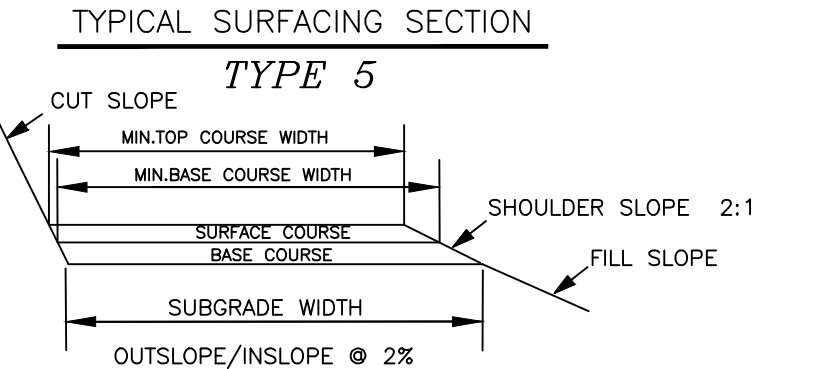 TYPICAL SURFACING SECTION
TYPE 5
CUT SLOPE
MIN.TOP COURSE WIDTH
MIN.BASE COURSE WIDTH
SHOULDER SLOPE 2:1
SURFACE COURSE
BASE COURSE
FILL SLOPE
SUBGRADE WIDTH
OUTSLOPE/INSLOPE @ 2%